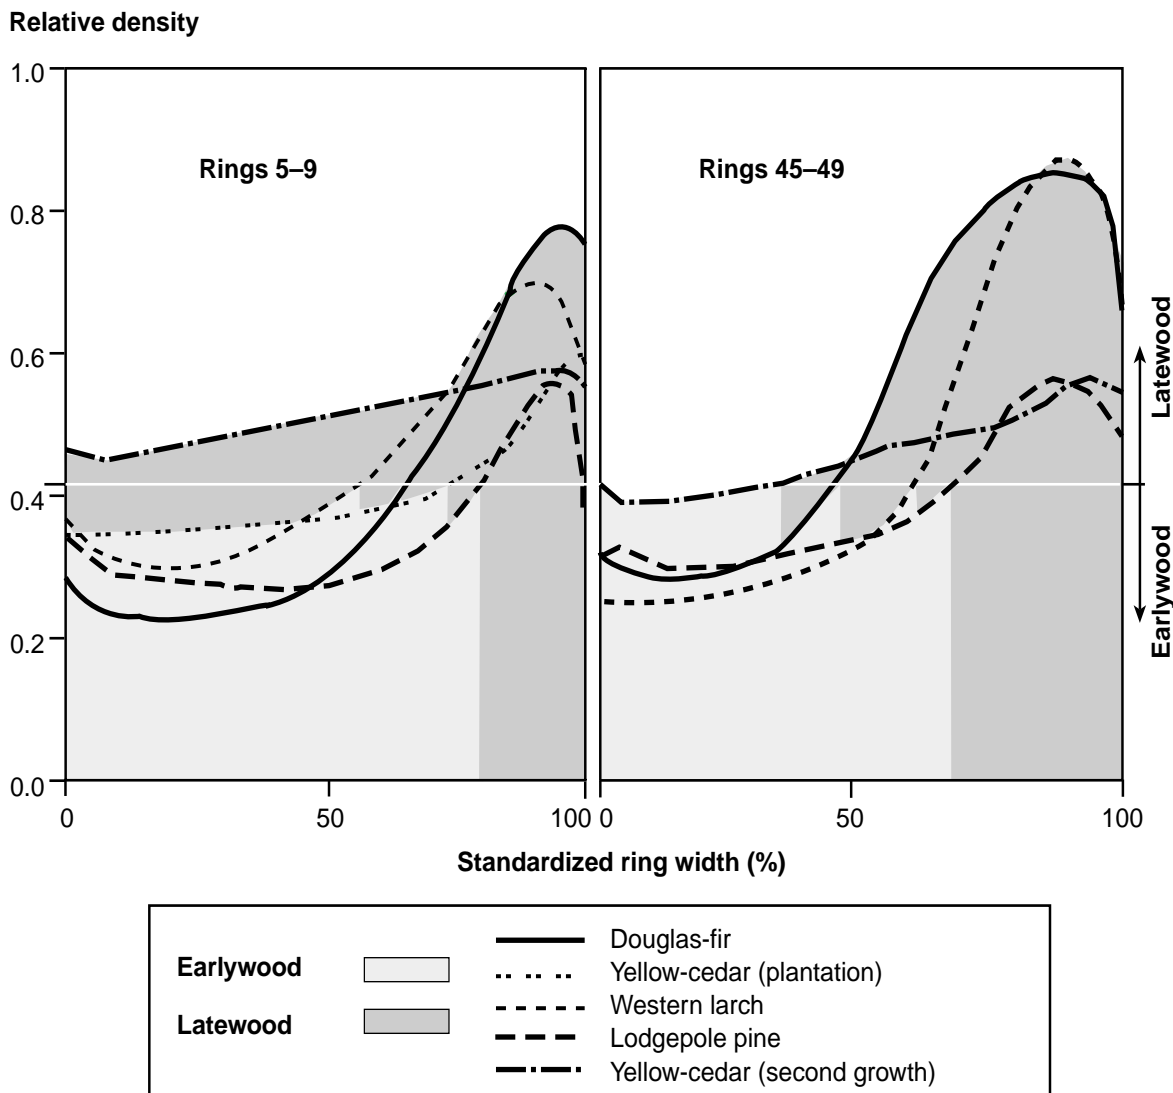 Relative density
1.0
0.8
0.6
0.4
0.2
0.0
Rings 5–9
Rings 45–49
Latewood
Earlywood
0 50 100 0 50 100
Standardized ring width (%)
Earlywood
Latewood
Douglas-fir
Yellow-cedar (plantation)
Western larch
Lodgepole pine
Yellow-cedar (second growth)